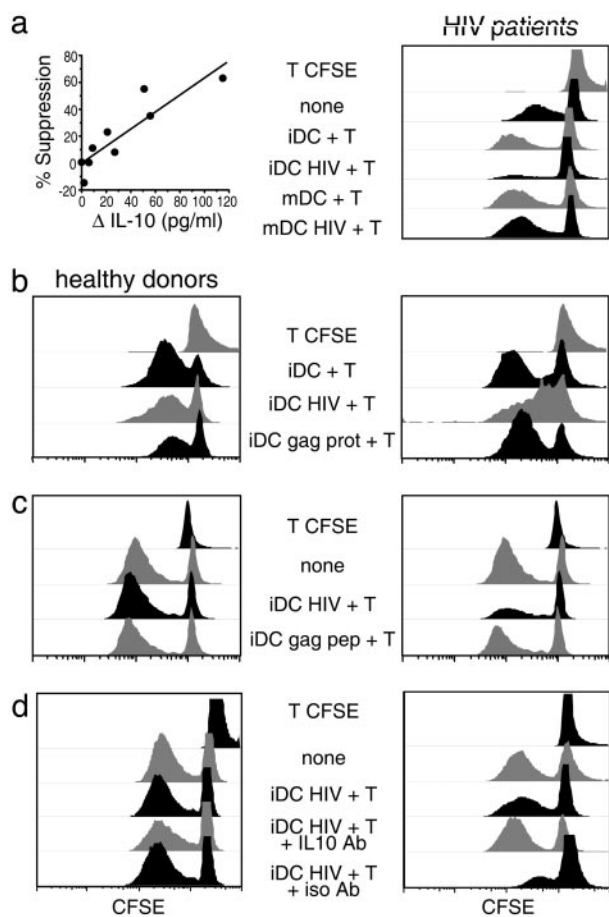 a
HIV patients
% Suppression
80
60
40
20
0
-20
0 20 40 60 80 100 120
Δ IL-10 (pg/ml)
T CFSE
none
iDC + T
iDC HIV + T
mDC + T
mDC HIV + T
b healthy donors
T CFSE
iDC + T
iDC HIV + T
iDC gag prot + T
c
T CFSE
none
iDC HIV + T
iDC gag pep + T
d
T CFSE
none
iDC HIV + T
iDC HIV + T
+ IL10 Ab
iDC HIV + T
+ iso Ab
CFSE CFSE